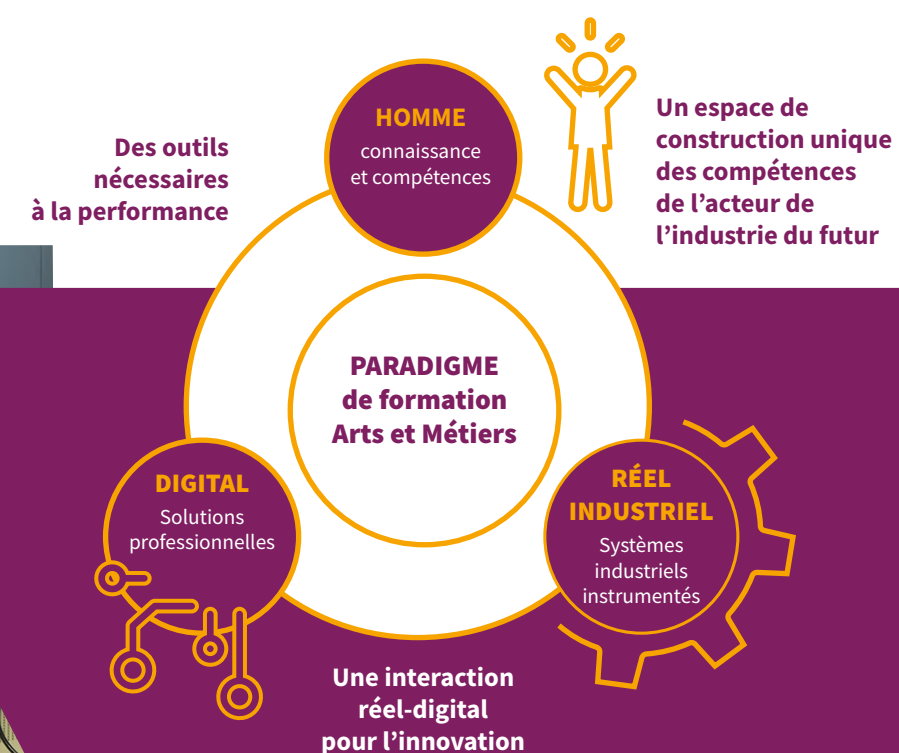 HOMME
connaissance
et compétences
Des outils
nécessaires
à la performance
Un espace de
construction unique
des compétences
de l’acteur de
l’industrie du futur
PARADIGME
de formation
Arts et Métiers
DIGITAL
Solutions
professionnelles
RÉEL
INDUSTRIEL
Systèmes
industriels
instrumentés
Une interaction
réel-digital
pour l’innovation